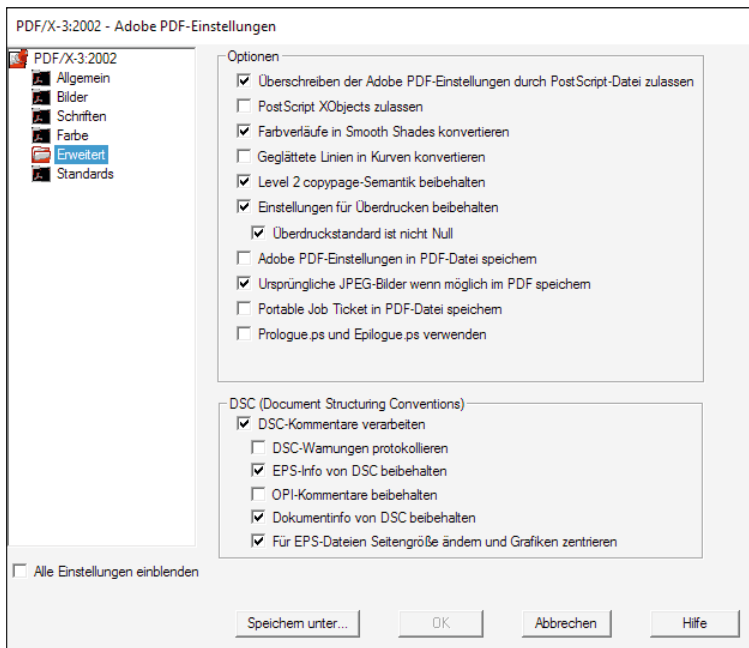 PDF/X-3:2002 - Adobe PDF-Einstellungen
PDF/X-3:2002
Allgemein
Bilder
Schriften
Farbe
Erweitert
Standards
Alle Einstellungen einblenden
Optionen
Überschreiben der Adobe PDF-Einstellungen durch PostScript-Datei zulassen
PostScript XObjects zulassen
Farbverläufe in Smooth Shades konvertieren
Geglättete Linien in Kurven konvertieren
Level 2 copypage-Semantik beibehalten
Einstellungen für Überdrucken beibehalten
Überdruckstandard ist nicht Null
Adobe PDF-Einstellungen in PDF-Datei speichern
Ursprüngliche JPEG-Bilder wenn möglich im PDF speichern
Portable Job Ticket in PDF-Datei speichern
Prologue.ps und Epilogue.ps verwenden
DSC (Document Structuring Conventions)
DSC-Kommentare verarbeiten
DSC-Warnungen protokollieren
EPS-Info von DSC beibehalten
OPI-Kommentare beibehalten
Dokumentinfo von DSC beibehalten
Für EPS-Dateien Seitengröße ändern und Grafiken zentrieren
Speichern unter...
OK
Abbrechen
Hilfe